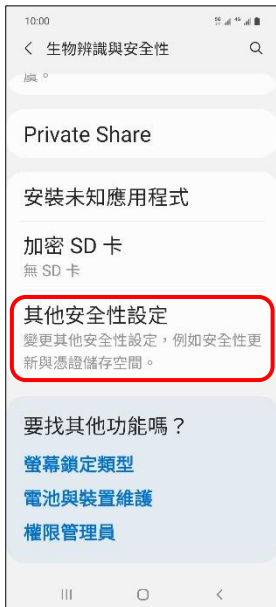 10:00
生物辨識與安全性
Private Share
安裝未知應用程式
加密 SD 卡
無 SD 卡
其他安全性設定
變更其他安全性設定，例如安全性更
新與憑證儲存空間。
要找其他功能嗎？
螢幕鎖定類型
電池與裝置維護
權限管理員